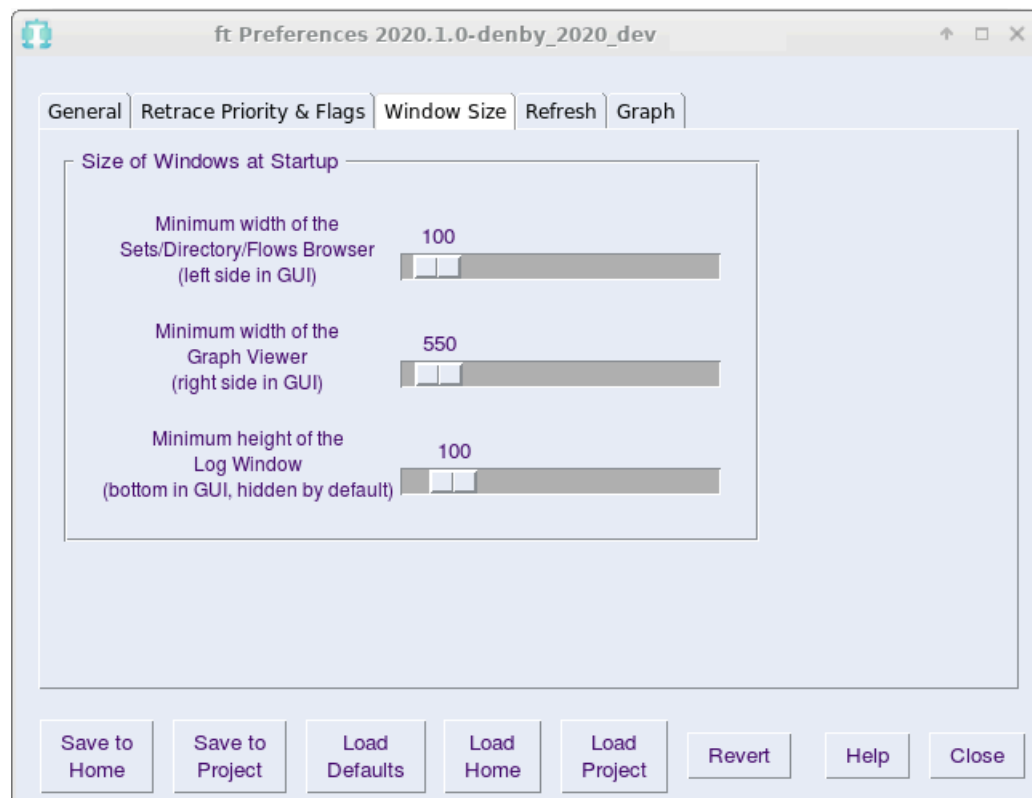 ft Preferences 2020.1.0-denby_2020_dev
General
Retrace Priority & Flags
Window Size
Refresh
Graph
Size of Windows at Startup
Minimum width of the
Sets/Directory/Flows Browser
(left side in GUI)
100
Minimum width of the
Graph Viewer
(right side in GUI)
550
Minimum height of the
Log Window
(bottom in GUI, hidden by default)
100
Save to
Home
Save to
Project
Load
Defaults
Load
Home
Load
Project
Revert
Help
Close